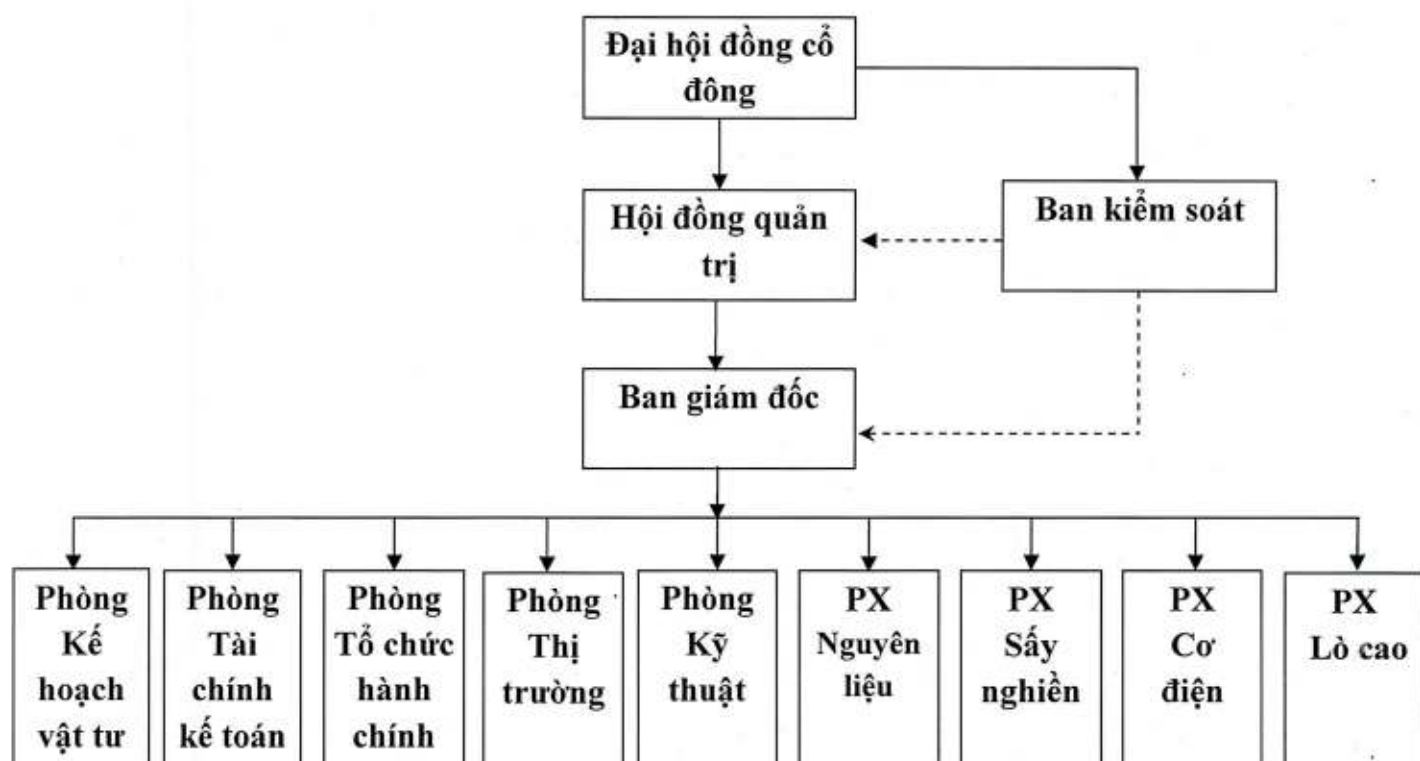 Đại hội đồng cổ
đông
Hội đồng quản
trị
Ban kiểm soát
Ban giám đốc
Phòng
Kế
hoạch
vật tư
Phòng
Tài
chính
kế toán
Phòng
Tổ chức
hành
chính
Phòng
Thị
trường
Phòng
Kỹ
thuật
PX
Nguyên
liệu
PX
Sấy
nghiền
PX
Cơ
điện
PX
Lò cao